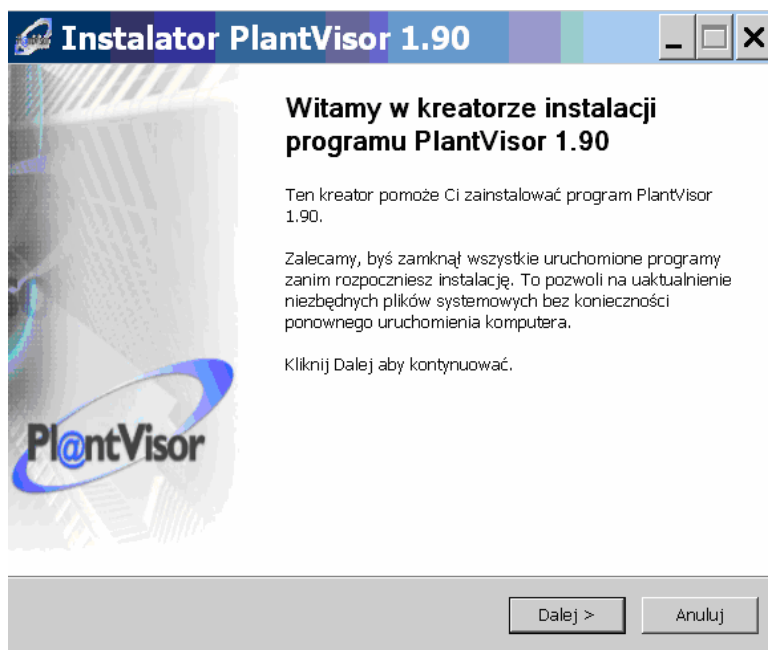 Instalator PlantVisor 1.90
Witamy w kreatorze instalacji
programu PlantVisor 1.90
Ten kreator pomoże Ci zainstalować program PlantVisor
1.90.
Zalecamy, byś zamknął wszystkie uruchomione programy
zanim rozpoczniesz instalację. To pozwoli na uaktualnienie
niezbędnych plików systemowych bez konieczności
ponownego uruchomienia komputera.
Kliknij Dalej aby kontynuować.
Pl@ntVisor
Dalej >
Anuluj